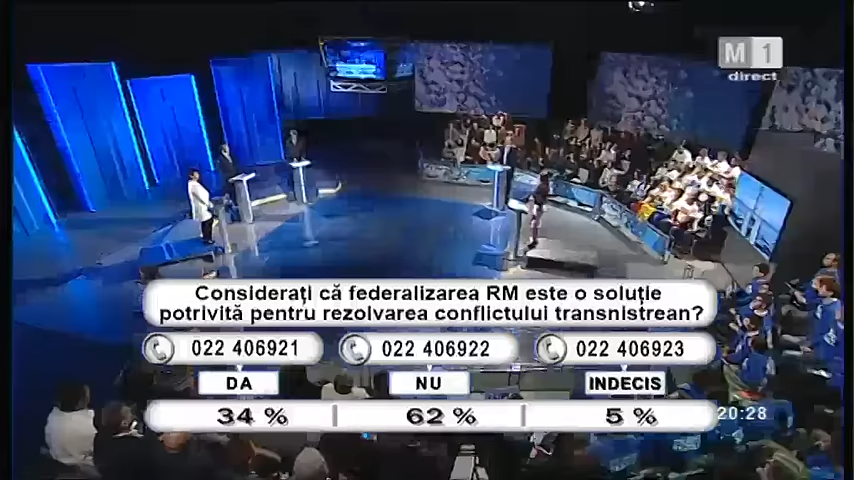 M 1
direct
Considerați că federalizarea RM este o soluție
potrivită pentru rezolvarea conflictului transnistrean?
022 406921 022 406922 022 406923
DA NU INDECIS
34 % 62 % 5 %
20:28